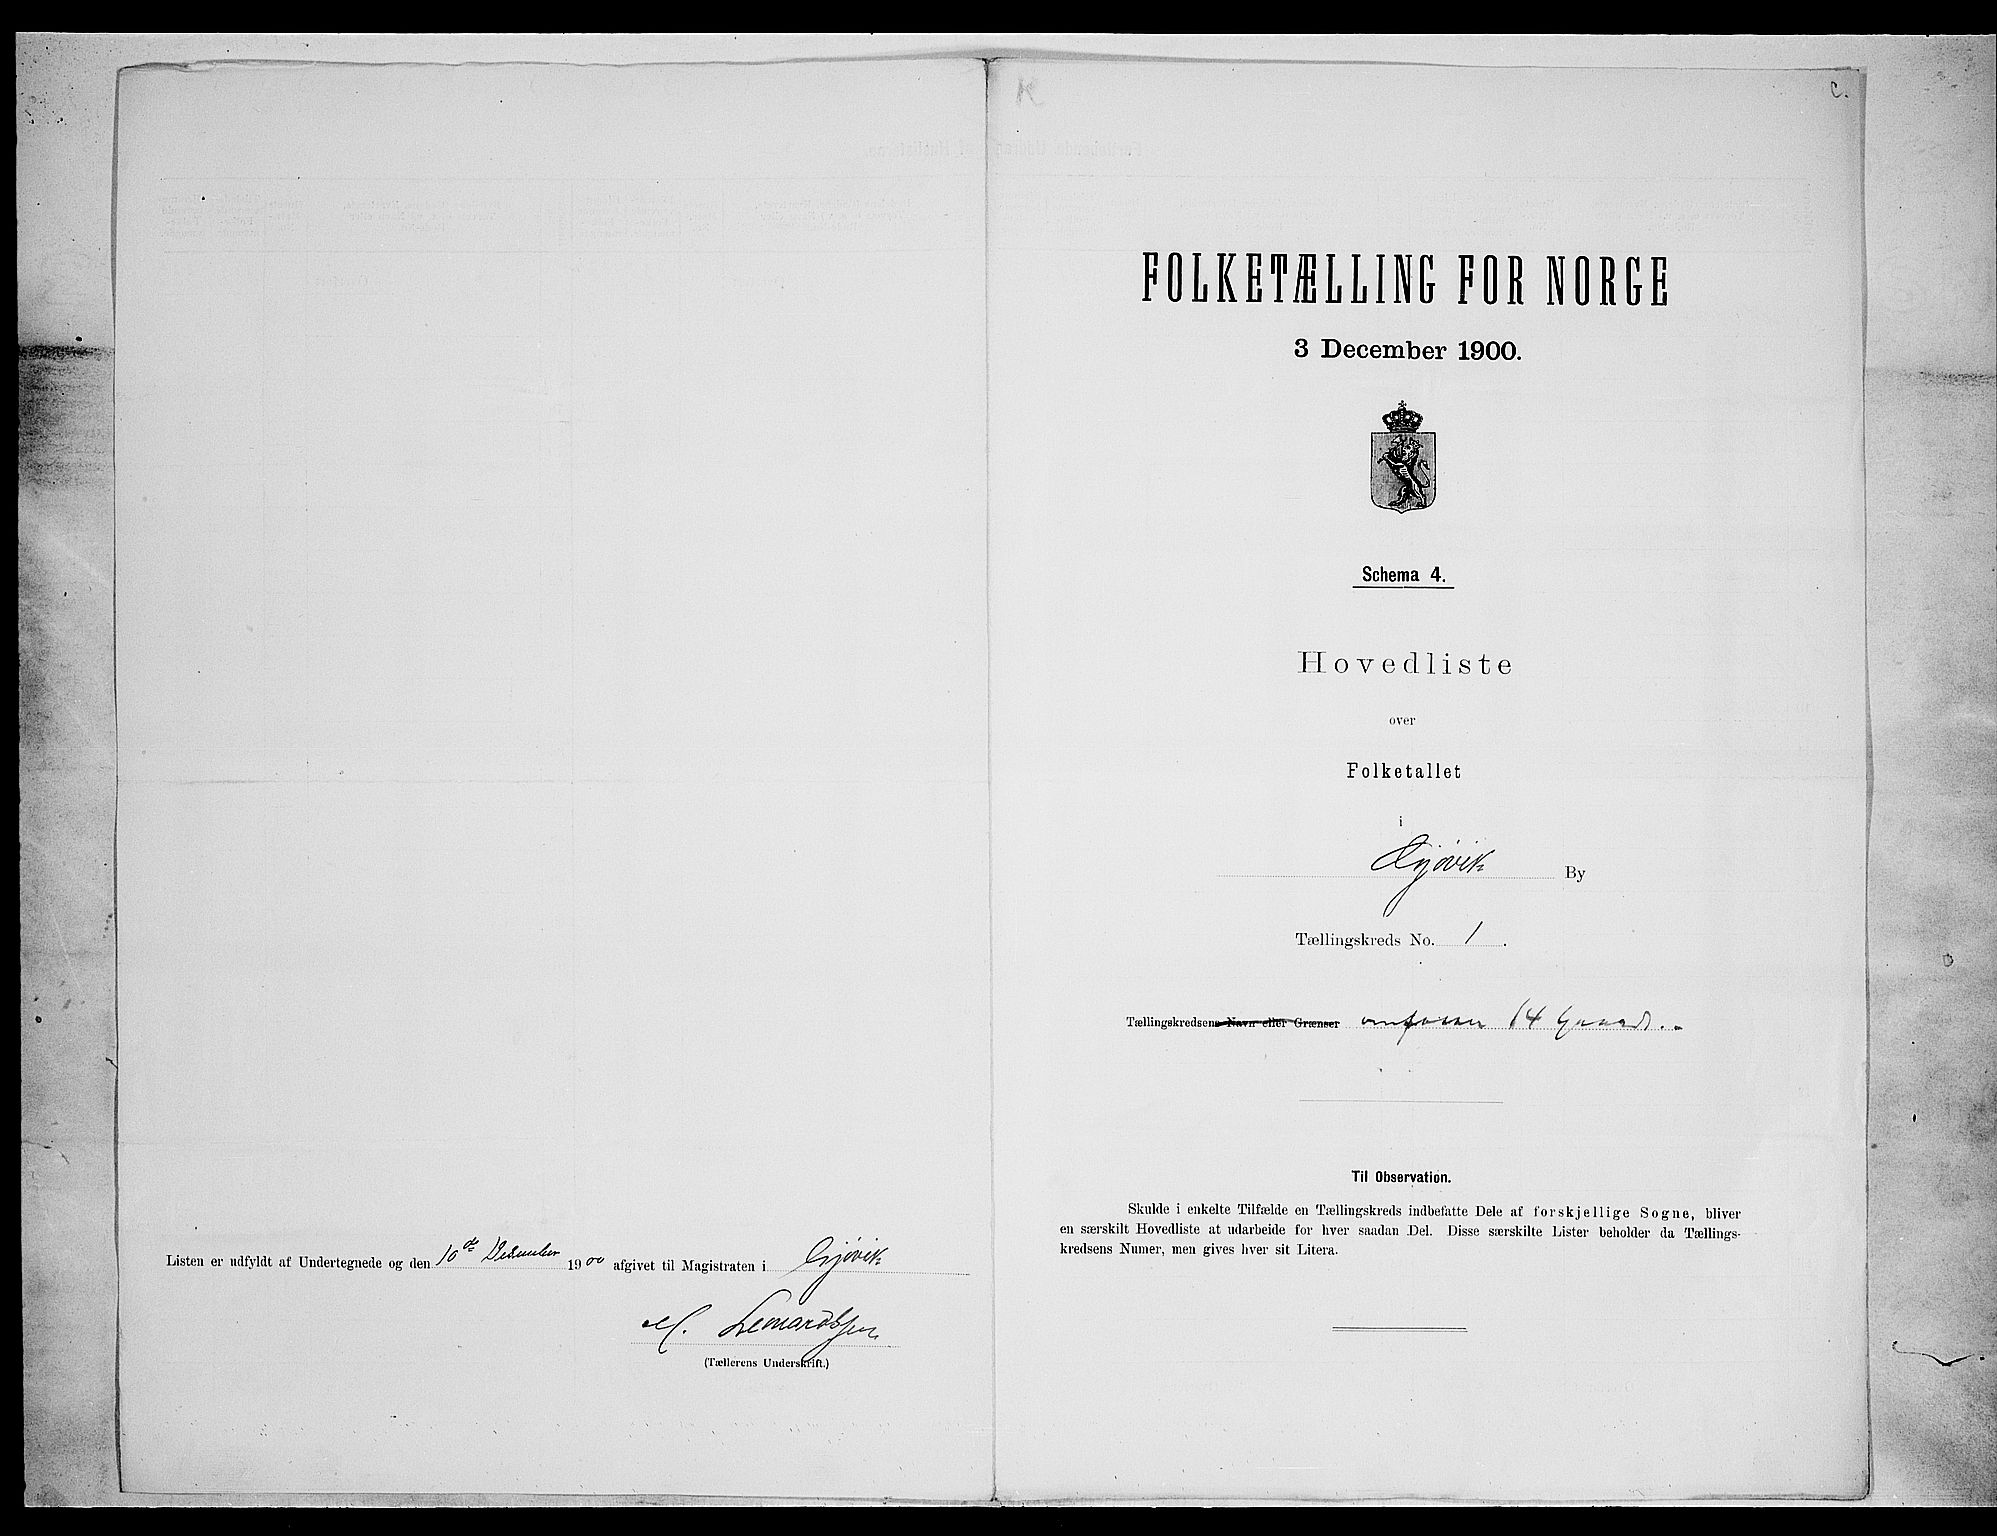 Listen er udfyldt af Undertegnede og den 10de December 1900 afgivet til Magistraten i Gjøvik
M. Lenardssen
(Tællerens Underskrift.)
C.
FOLKETÆLLING FOR NORGE
3 December 1900.
Schema 4.
Hovedliste
over
Folketallet
i
Gjøvik By
Tællingskreds No. 1.
Tællingskredsens Navn eller Grænser omfatter 14 Gaarde.
Til Observation.
Skulde i enkelte Tilfælde en Tællingskreds indbefatte Dele af forskjellige Sogne, bliver
en særskilt Hovedliste at udarbeide for hver saadan Del. Disse særskilte Lister beholder da Tællings-
kredsens Numer, men gives hver sit Litera.